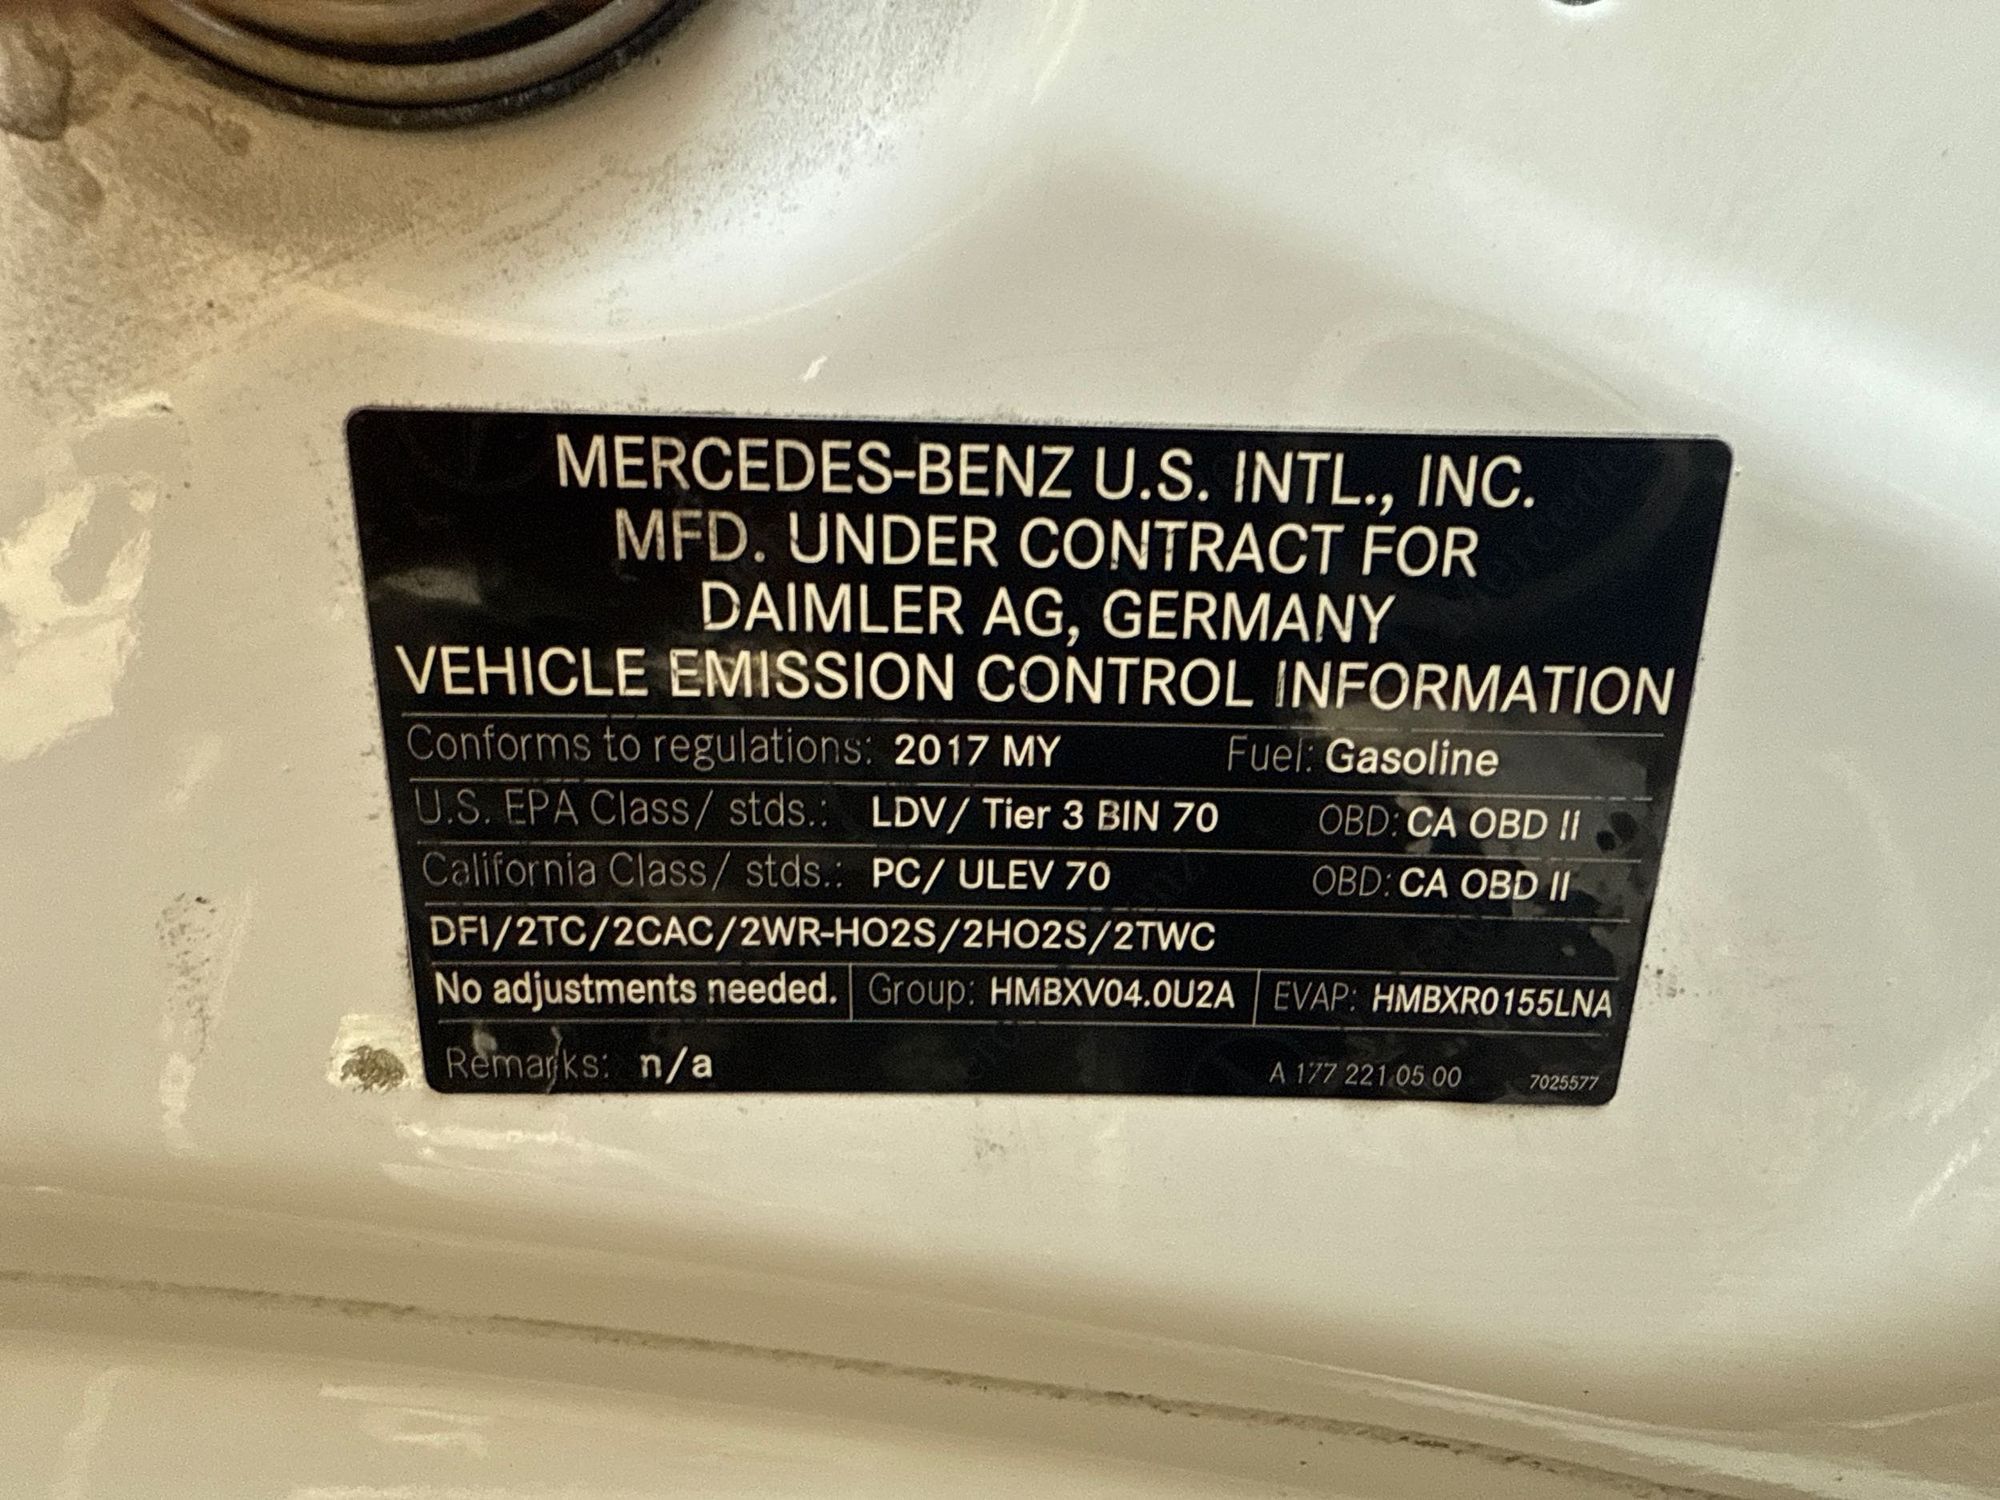 MERCEDES-BENZ U.S. INTL., INC.
MFD. UNDER CONTRACT FOR
DAIMLER AG, GERMANY
VEHICLE EMISSION CONTROL INFORMATION
Conforms to regulations: 2017 MY Fuel: Gasoline
U.S. EPA Class/ stds.: LDV/ Tier 3 BIN 70 OBD: CA OBD II
California Class/ stds.: PC/ ULEV 70 OBD: CA OBD II
DFI/2TC/2CAC/2WR-HO2S/2HO2S/2TWC
No adjustments needed. Group: HMBXV04.0U2A EVAP: HMBXR0155LNA
Remarks: n/a A 177 221 05 00 7025577